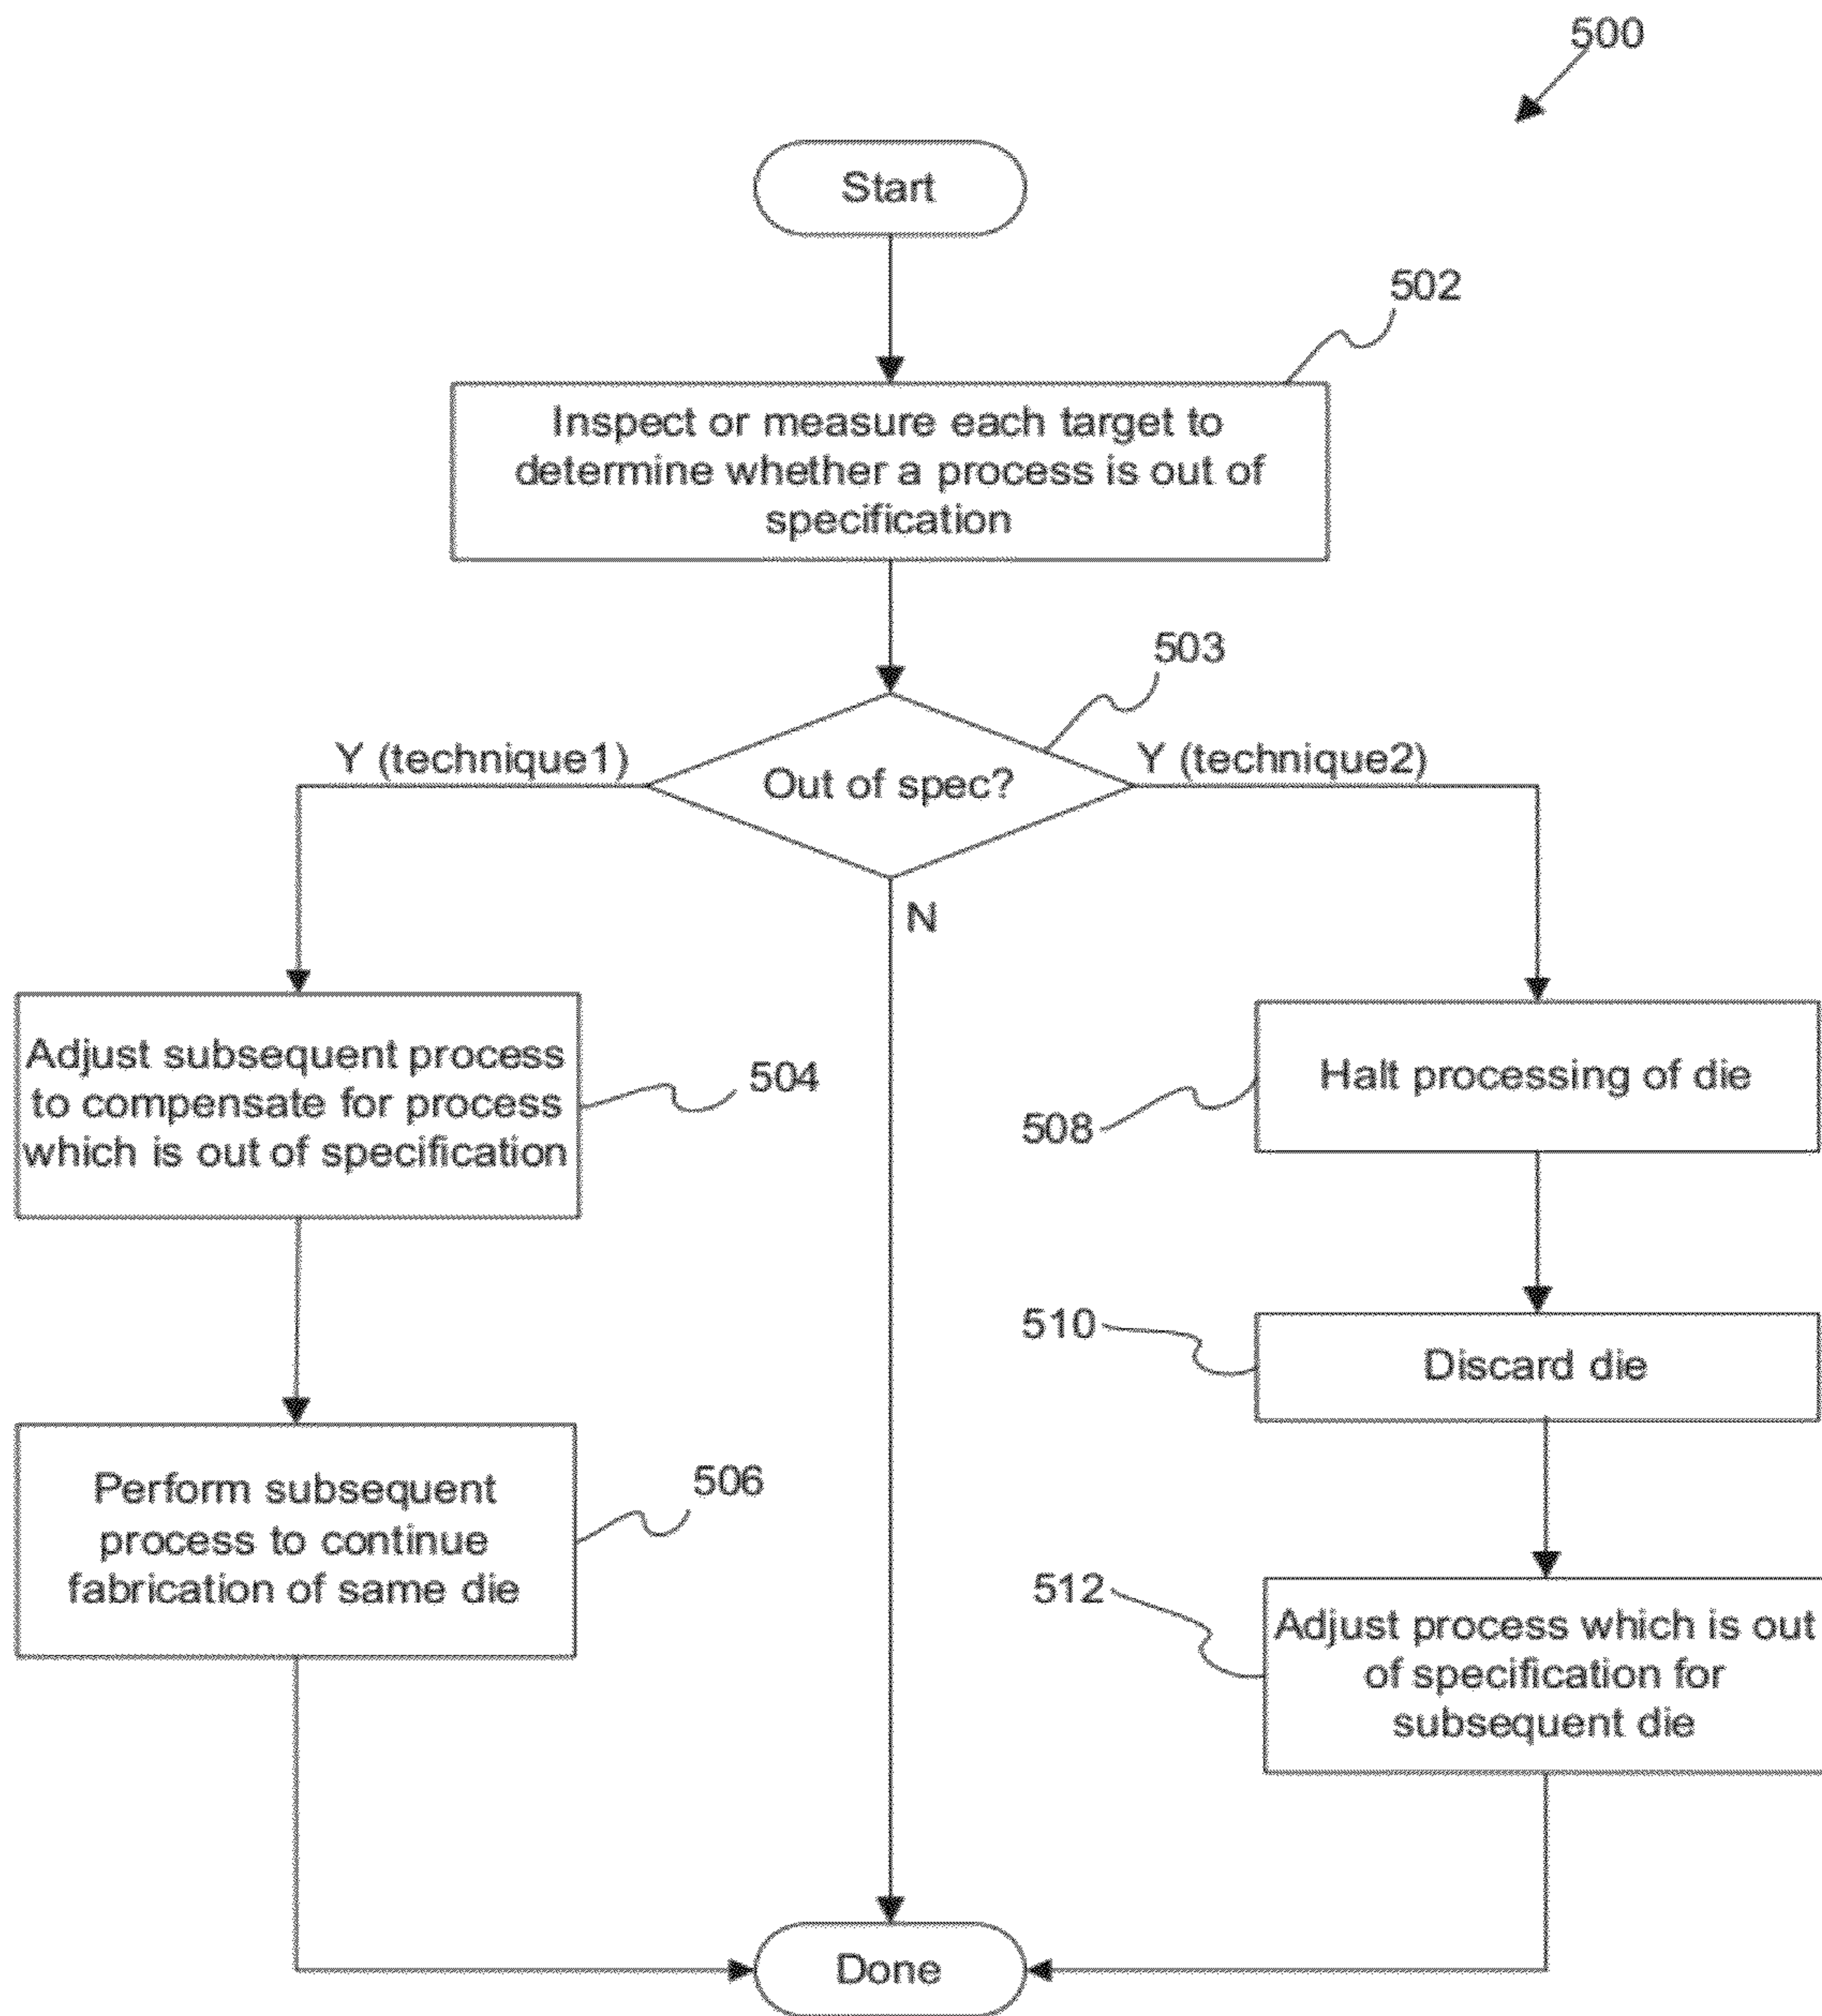 500
Start
502
Inspect or measure each target to
determine whether a process is out of
specification
503
Y (technique1)
Out of spec?
Y (technique2)
N
Adjust subsequent process
to compensate for process
which is out of specification
504
Halt processing of die
508
510
Discard die
Perform subsequent
process to continue
fabrication of same die
506
512
Adjust process which is out
of specification for
subsequent die
Done